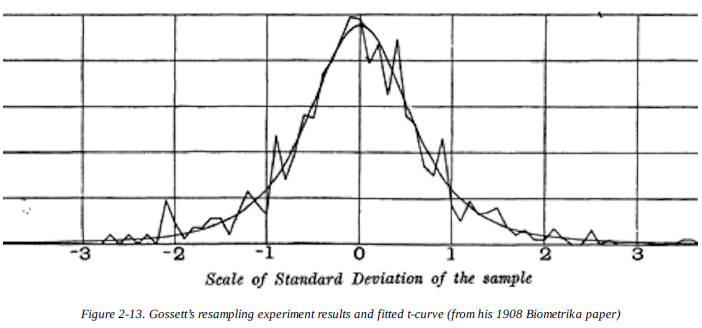 -3 -2 -1 0 1 2 3
Scale of Standard Deviation of the sample
Figure 2-13. Gossett’s resampling experiment results and fitted t-curve (from his 1908 Biometrika paper)